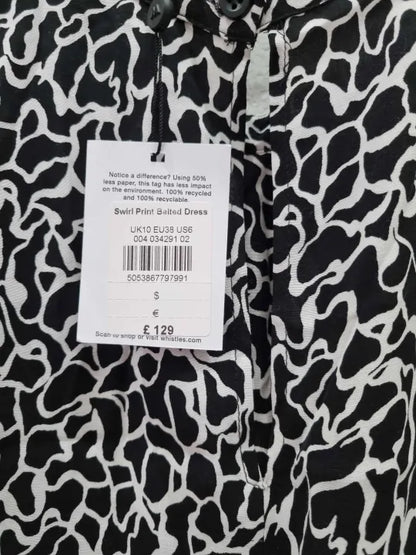 Notice a difference? Using 50%
less paper, this tag has less impact
on the environment. 100% recycled
and 100% recyclable.
Swirl Print Belted Dress
UK10 EU38 US6
004 034291 02
5053867797991
$
€
£ 129
Scan to shop or visit whistles.com